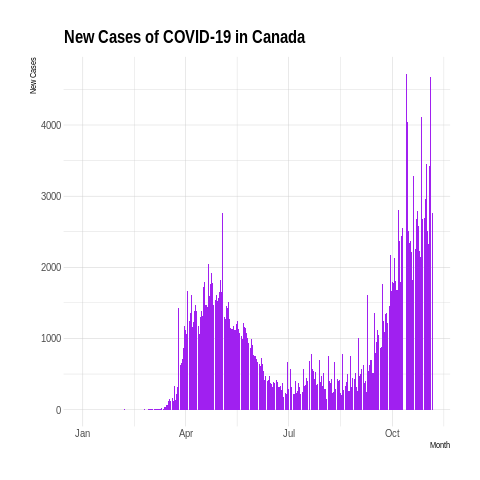 New Cases of COVID-19 in Canada
New Cases
4000
3000
2000
1000
0
Jan Apr Jul Oct
Month